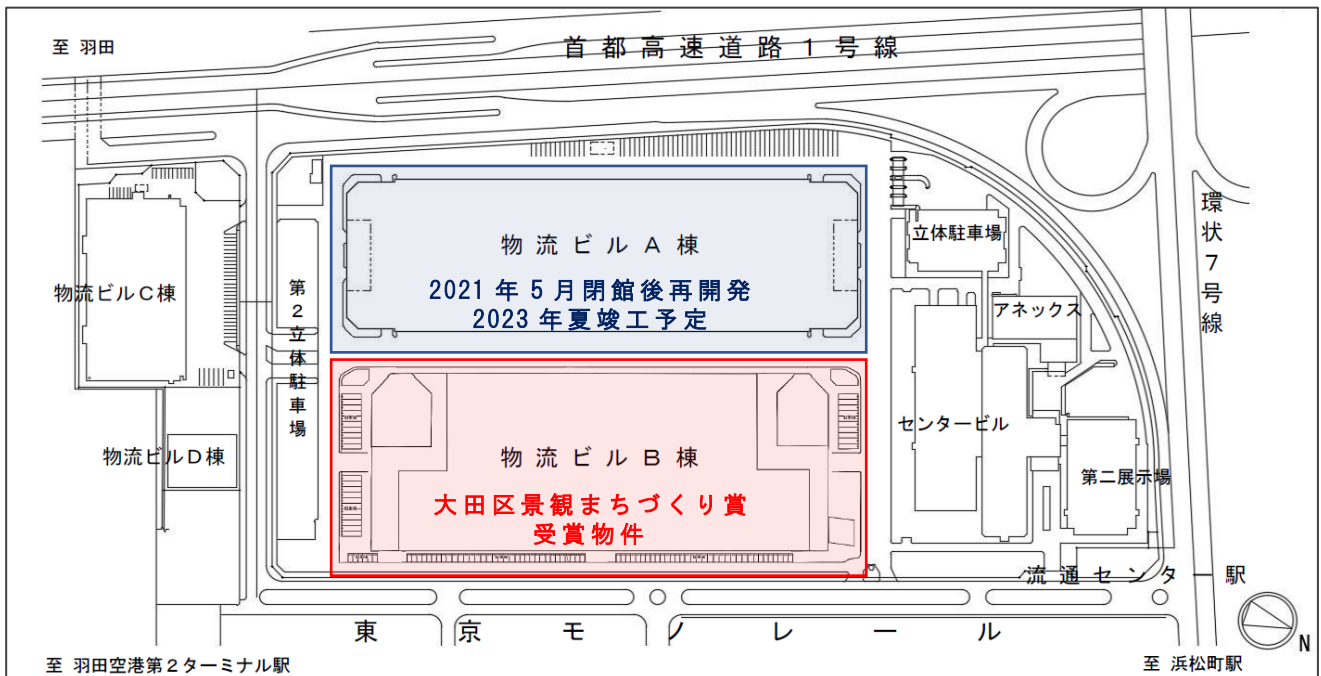 至 羽田
首都高速道路1号線
環状7号線
物流ビルA棟
2021年5月閉館後再開発
2023年夏竣工予定
立体駐車場
アネックス
物流ビルC棟
第2立体駐車場
センタービル
物流ビルB棟
物流ビルD棟
第二展示場
大田区景観まちづくり賞
受賞物件
流通センター駅
東京モノレール
N
至 羽田空港第2ターミナル駅
至 浜松町駅